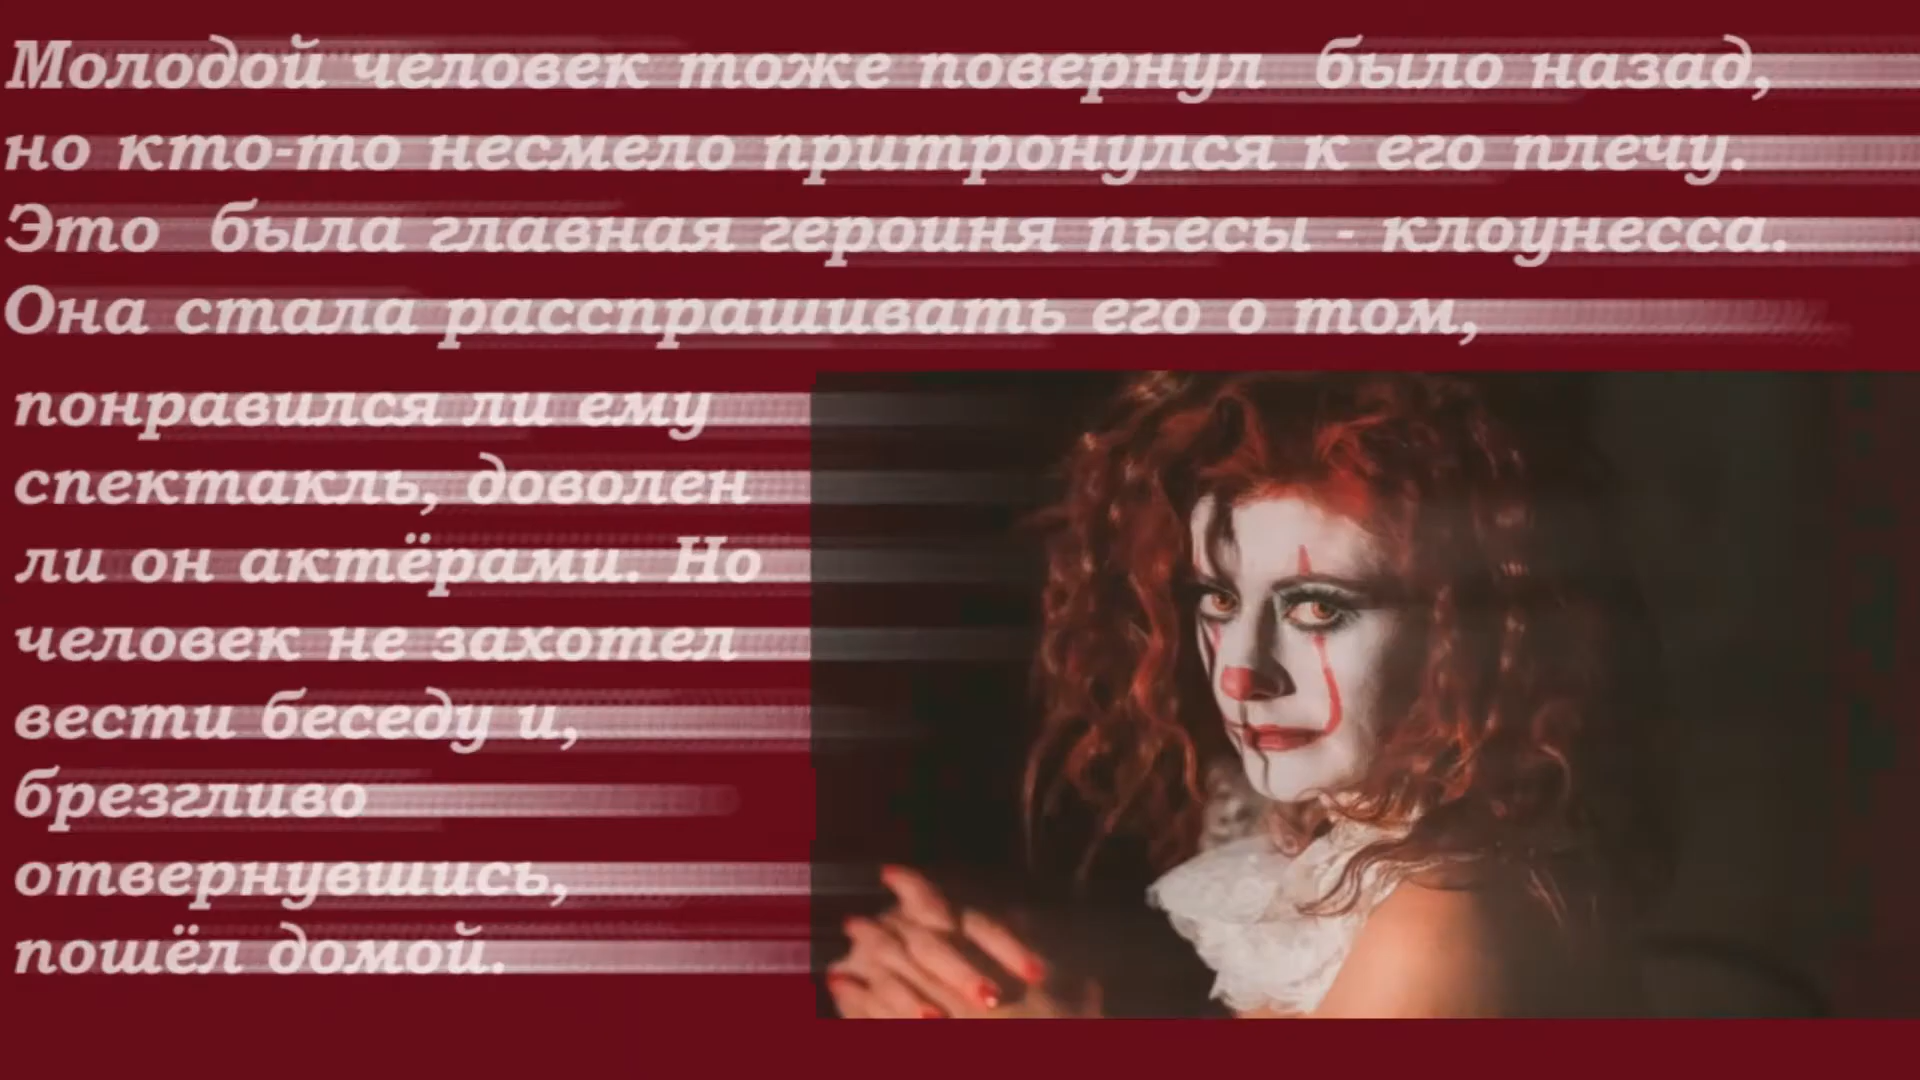 Молодой человек тоже повернул было назад,
но кто-то несмело притронулся к его плечу.
Это была главная героиня пьесы - клоунесса.
Она стала расспрашивать его о том,
понравился ли ему
спектакль, доволен
ли он актёрами. Но
человек не захотел
вести беседу и,
брезгливо
отвернувшись,
пошёл домой.